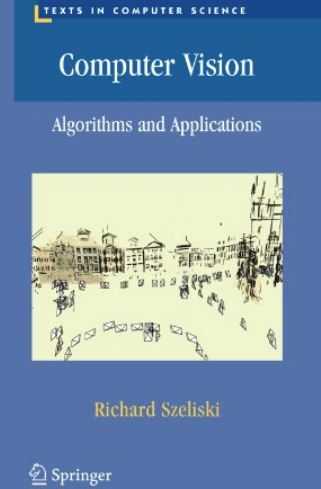 TEXTS IN COMPUTER SCIENCE
Computer Vision
Algorithms and Applications
Richard Szeliski
Springer